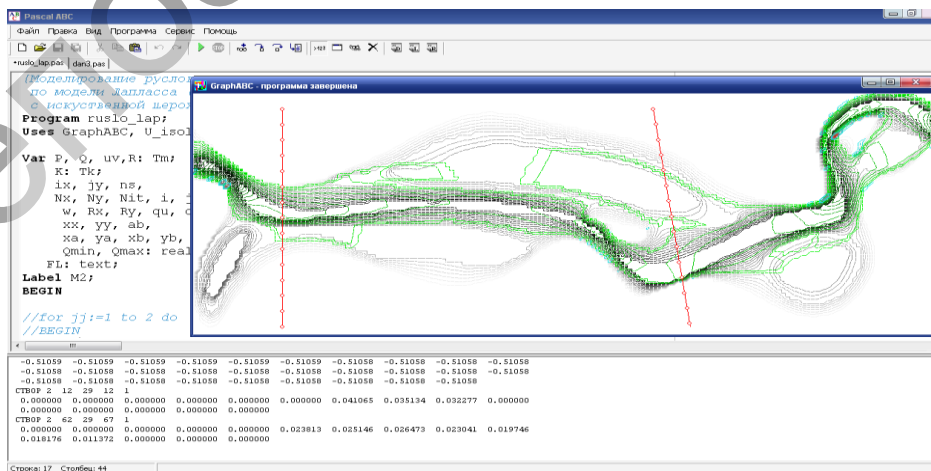 Pascal ABC
Файл Правка Вид Программа Сервис Помощь
•ruslo_lap.pas dan3.pas
по модели Лапласса
с искуственной
Program ruslo_lap;
Uses GraphABC, U_isol
Var P, Q, uv,R: Tm;
K: Tk;
ix, jy, ns,
Nx, Ny, Nit, i,
w, Rx, Ry, qu,
xx, yy, ab,
xa, ya, xb, yb,
Qmin, Qmax: real
FL: text;
Label M2;
BEGIN
//for jj:=1 to 2 do
//BEGIN
GraphABC - программа завершена
-0.51059 -0.51059 -0.51059 -0.51059 -0.51059 -0.51059 -0.51058 -0.51058 -0.51058 -0.51058
-0.51058 -0.51058 -0.51058 -0.51058 -0.51058 -0.51058 -0.51058 -0.51058 -0.51058 -0.51058
-0.51058 -0.51058 -0.51058 -0.51058 -0.51058 -0.51058 -0.51058 -0.51058 -0.51058
СТВОР 2 12 29 12 1
0.000000 0.000000 0.000000 0.000000 0.000000 0.000000 0.041065 0.035134 0.032277 0.000000
0.000000 0.000000 0.000000 0.000000 0.000000
СТВОР 2 62 29 67 1
0.000000 0.000000 0.000000 0.000000 0.000000 0.023813 0.025146 0.026473 0.023041 0.019746
0.018176 0.011372 0.000000 0.000000 0.000000
Строка: 17 Столбец: 44